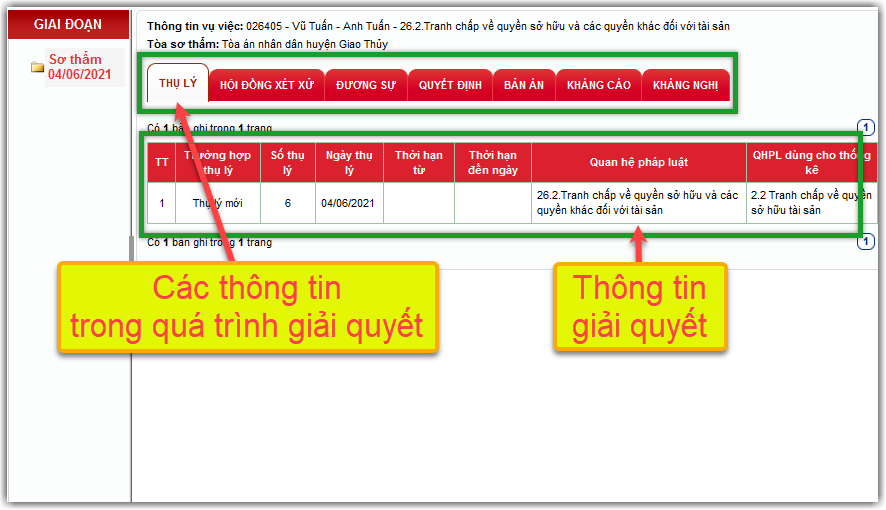 GIAI ĐOẠN
Sơ thẩm
04/06/2021
Thông tin vụ việc: 026405 - Vũ Tuấn - Anh Tuấn - 26.2.Tranh chấp về quyền sở hữu và các quyền khác đối với tài sản
Tòa sơ thẩm: Tòa án nhân dân huyện Giao Thủy
THỤ LÝ HỘI ĐỒNG XÉT XỬ ĐƯƠNG SỰ QUYẾT ĐỊNH BẢN ÁN KHÁNG CÁO KHÁNG NGHỊ
Có 1 bản ghi trong 1 trang 1
TT Trường hợp thụ lý Số thụ lý Ngày thụ lý Thời hạn từ Thời hạn đến ngày Quan hệ pháp luật QHPL dùng cho thống kê
1 Thụ lý mới 6 04/06/2021 26.2.Tranh chấp về quyền sở hữu và các quyền khác đối với tài sản 2.2 Tranh chấp về quyền sở hữu tài sản
Có 1 bản ghi trong 1 trang 1
Các thông tin
trong quá trình giải quyết
Thông tin
giải quyết